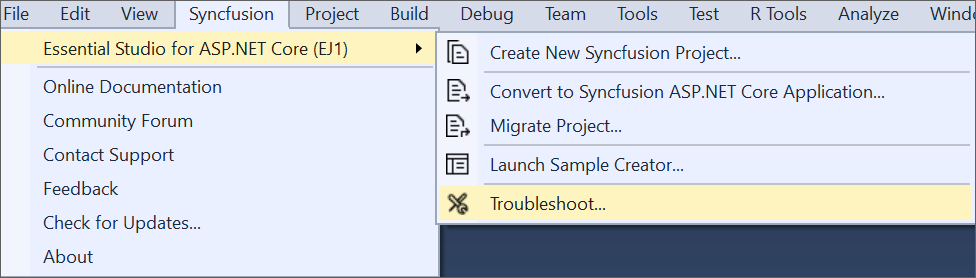 File Edit View Syncfusion Project Build Debug Team Tools Test R Tools Analyze
Essential Studio for ASP.NET Core (EJ1)
Online Documentation
Community Forum
Contact Support
Feedback
Check for Updates...
About
Create New Syncfusion Project...
Convert to Syncfusion ASP.NET Core Application...
Migrate Project...
Launch Sample Creator...
Troubleshoot...